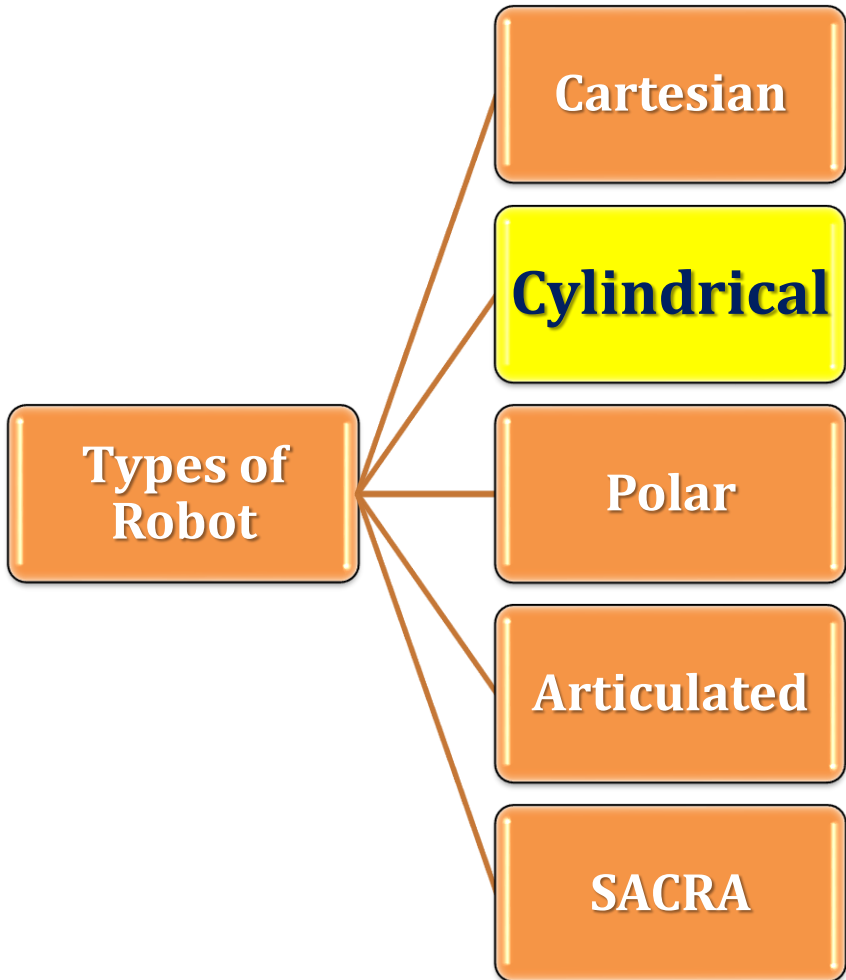 Cartesian
Cylindrical
Types of
Robot
Polar
Articulated
SACRA